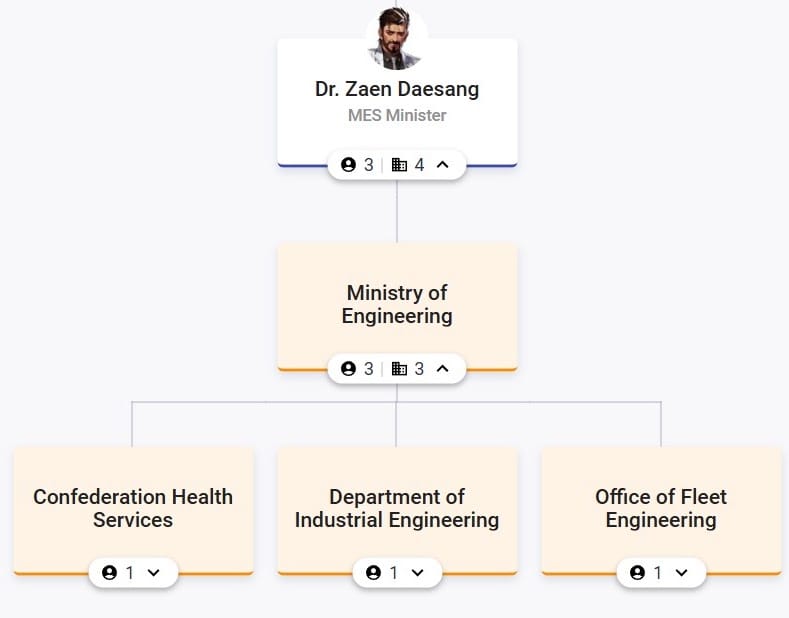 Dr. Zaen Daesang
MES Minister
3 4
Ministry of
Engineering
3 3
Confederation Health
Services
1
Department of
Industrial Engineering
1
Office of Fleet
Engineering
1